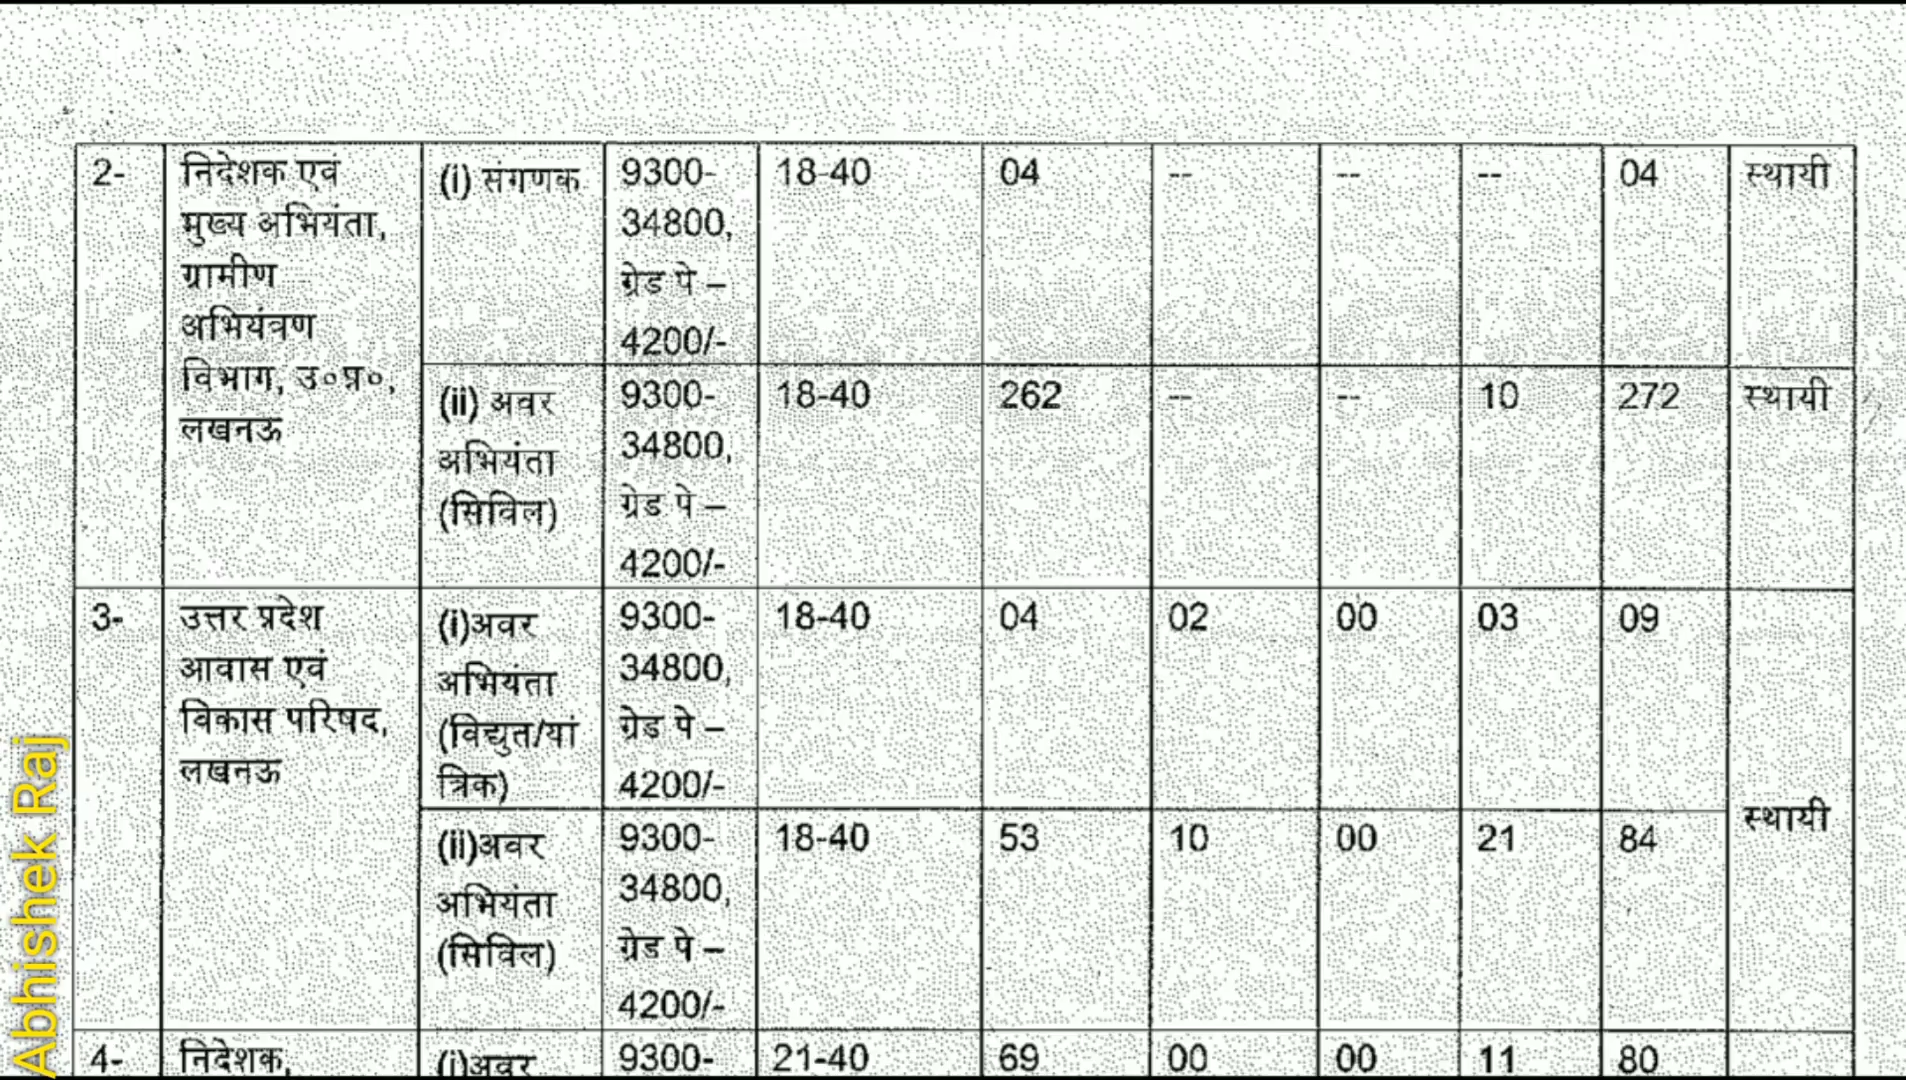 2-
निदेशक एवं
मुख्य अभियंता,
ग्रामीण
अभियंत्रण
विभाग, उ०प्र०,
लखनऊ
(i) संगणक
9300-
34800,
ग्रेड पे –
4200/-
18-40
04
--
--
--
04
स्थायी
(ii) अवर
अभियंता
(सिविल)
9300-
34800,
ग्रेड पे –
4200/-
18-40
262
--
--
10
272
स्थायी
3-
उत्तर प्रदेश
आवास एवं
विकास परिषद,
लखनऊ
(i)अवर
अभियंता
(विद्युत/यां
त्रिक)
9300-
34800,
ग्रेड पे –
4200/-
18-40
04
02
00
03
09
स्थायी
(ii)अवर
अभियंता
(सिविल)
9300-
34800,
ग्रेड पे –
4200/-
18-40
53
10
00
21
84
4-
निदेशक,
(i)अवर
9300-
21-40
69
00
00
11
80
Abhishek Raj